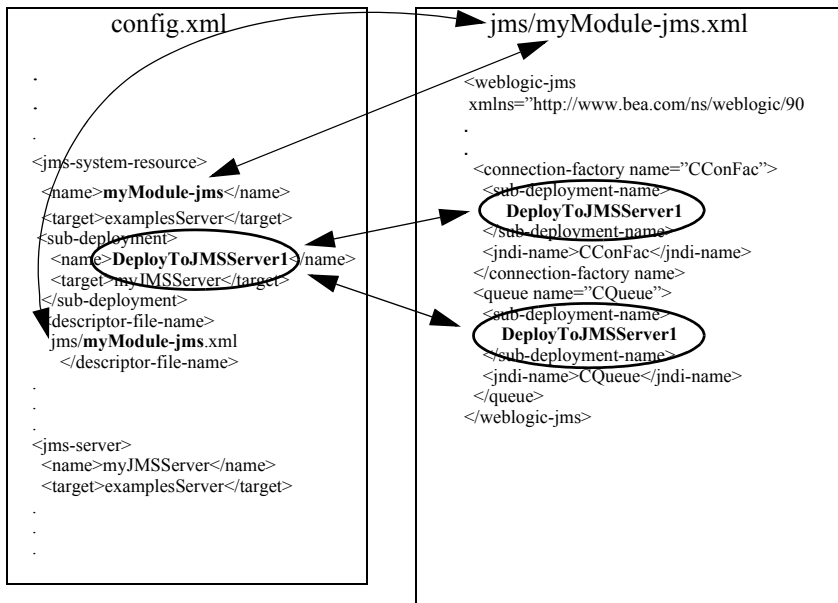 config.xml
.
.
.
<jms-system-resource>
<name>myModule-jms</name>
<target>examplesServer</target>
<sub-deployment>
<name>DeployToJMSServer1</name>
<target>myJMSServer</target>
</sub-deployment>
<descriptor-file-name>
jms/myModule-jms.xml
</descriptor-file-name>
.
.
.
<jms-server>
<name>myJMSServer</name>
<target>examplesServer</target>
.
.
.
jms/myModule-jms.xml
<weblogic-jms
xmlns=”http://www.bea.com/ns/weblogic/90
.
.
<connection-factory name=”CConFac”>
<sub-deployment-name>
DeployToJMSServer1
</sub-deployment-name>
<jndi-name>CConFac</jndi-name>
</connection-factory name>
<queue name=”CQueue”>
<sub-deployment-name>
DeployToJMSServer1
</sub-deployment-name>
<jndi-name>CQueue</jndi-name>
</queue>
</weblogic-jms>